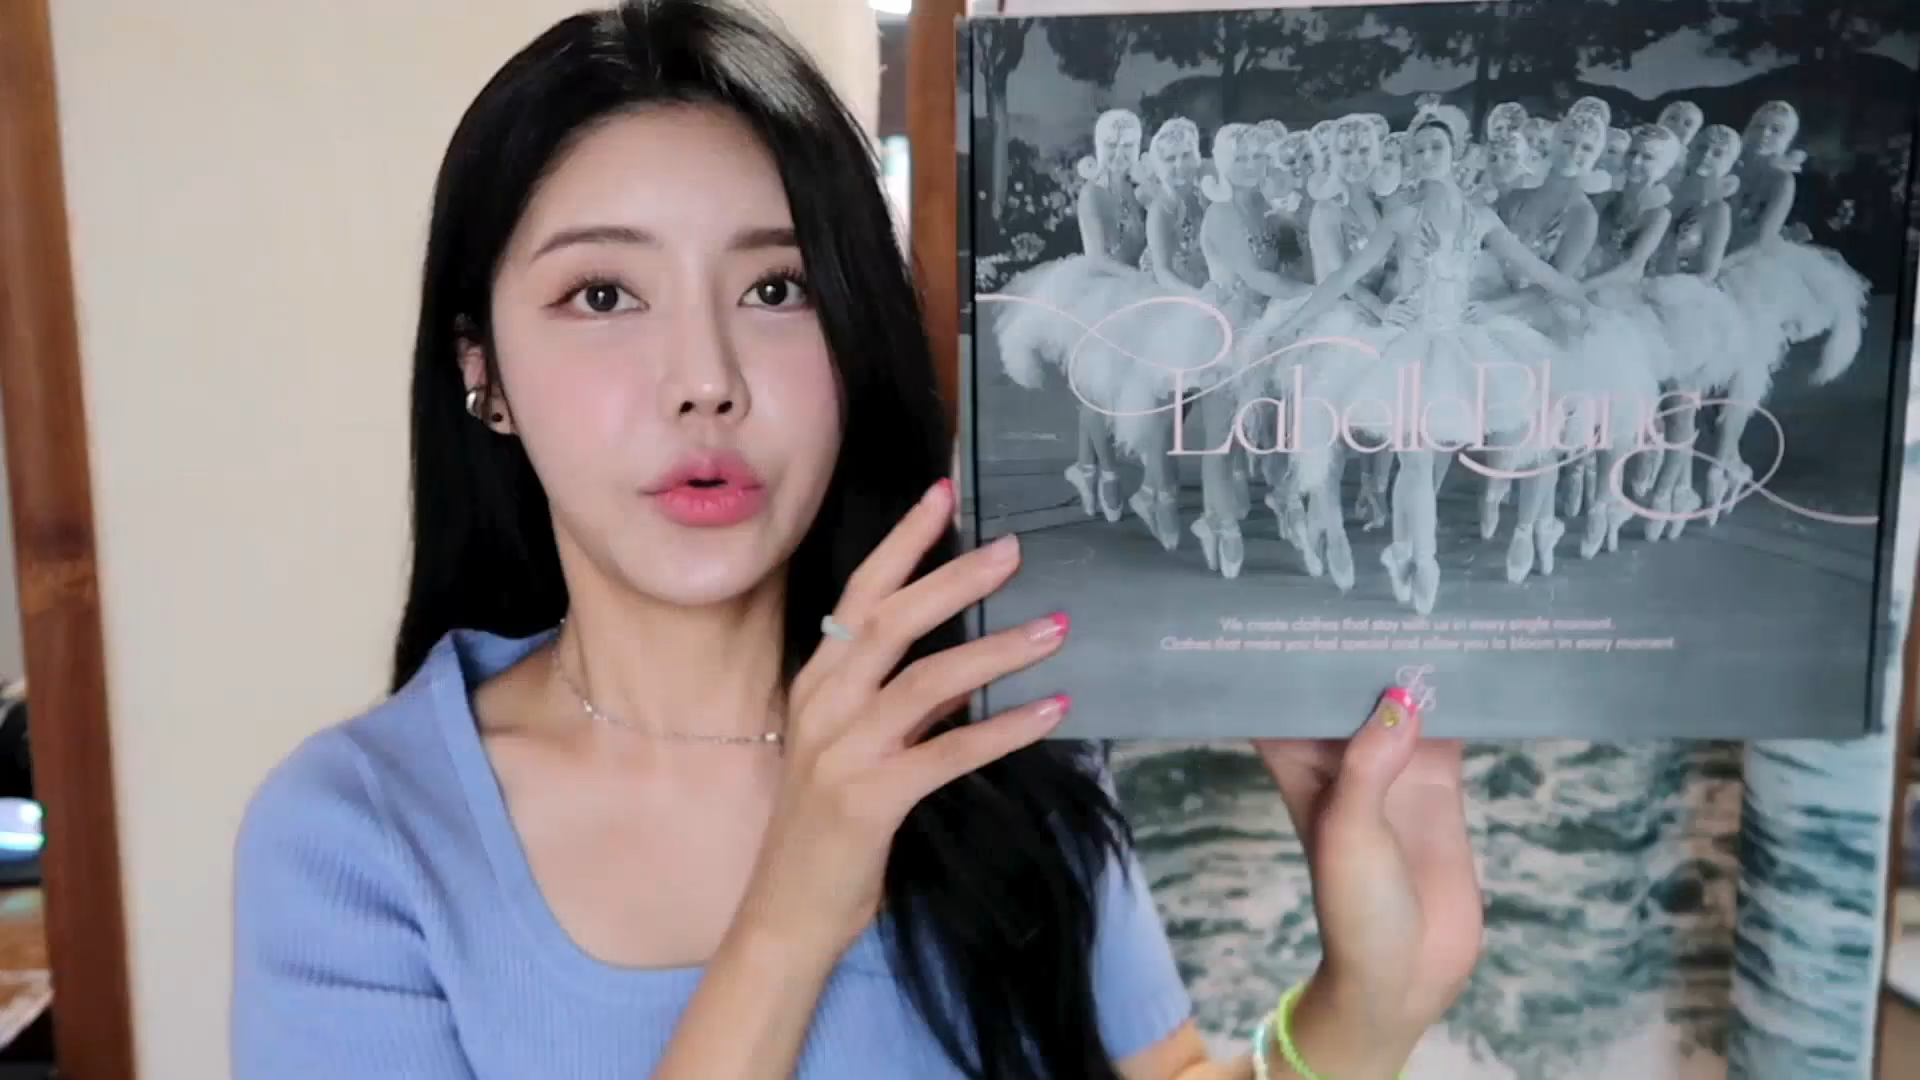 LabelleBlanc
We create clothes that stay with us in every single moment.
Clothes that make you feel special and allow you to bloom in every moment.
LB